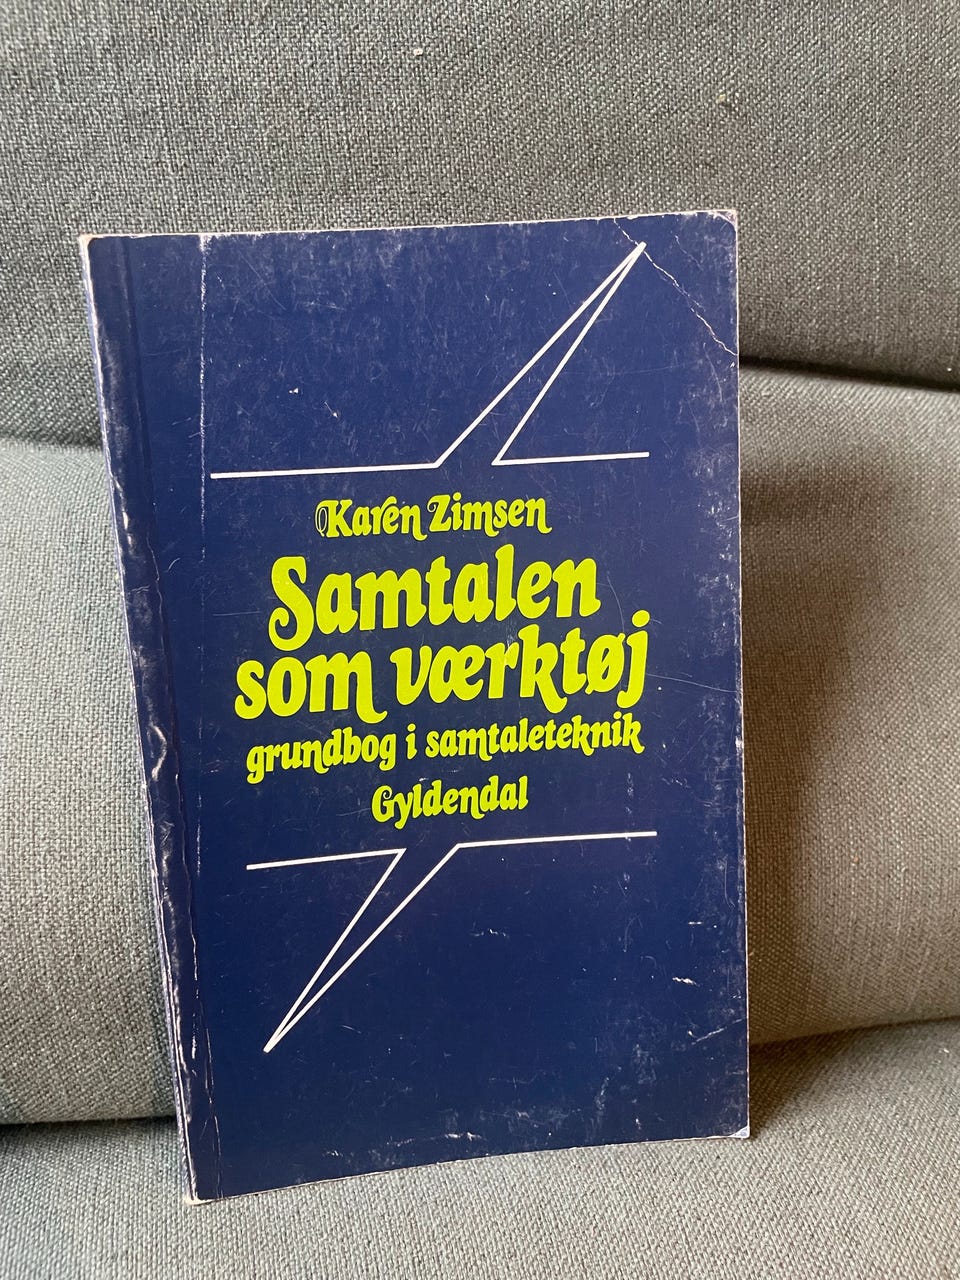 Karen Zimsen
Samtalen
som værktøj
grundbog i samtaleteknik
Gyldendal